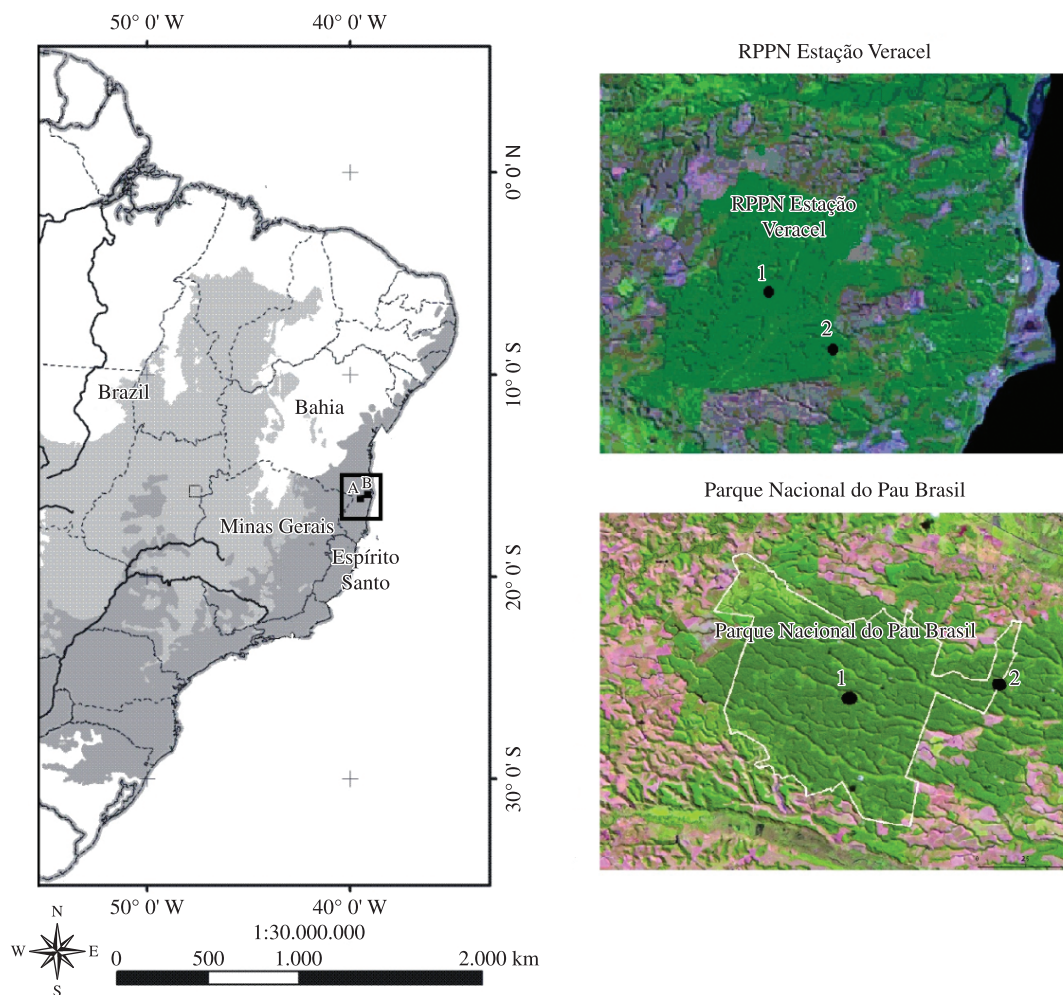 50° 0' W
40° 0' W
0° 0' N
10° 0' S
20° 0' S
30° 0' S
Brazil
Bahia
A
B
Minas Gerais
Espírito
Santo
50° 0' W
40° 0' W
N
W
E
S
1:30.000.000
0
500
1.000
2.000 km
RPPN Estação Veracel
RPPN Estação
Veracel
1
2
Parque Nacional do Pau Brasil
Parque Nacional do Pau Brasil
1
2